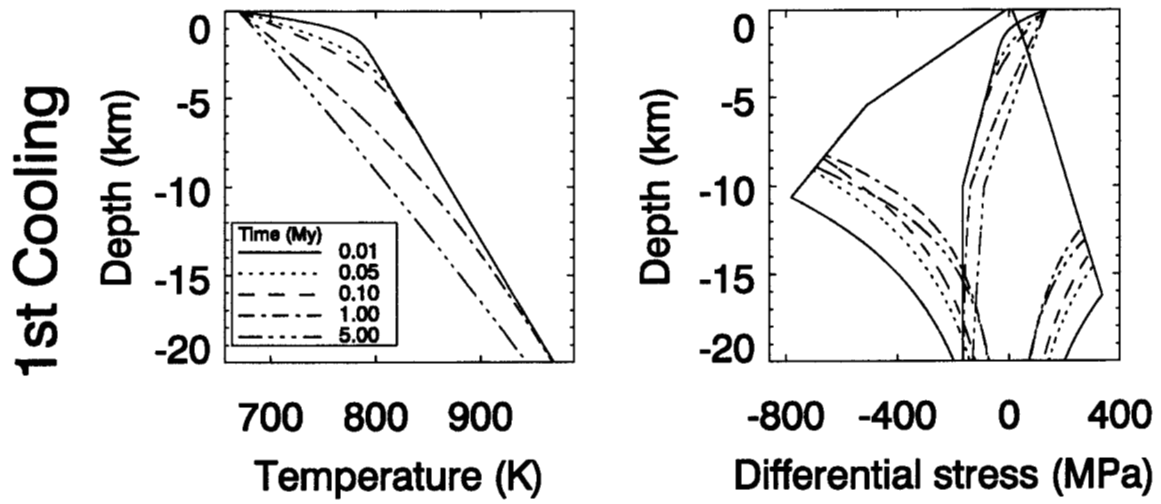 1st Cooling
Depth (km)
0
-5
-10
-15
-20
Time (My)
0.01
0.05
0.10
1.00
5.00
700 800 900
Temperature (K)
Depth (km)
0
-5
-10
-15
-20
-800 -400 0 400
Differential stress (MPa)